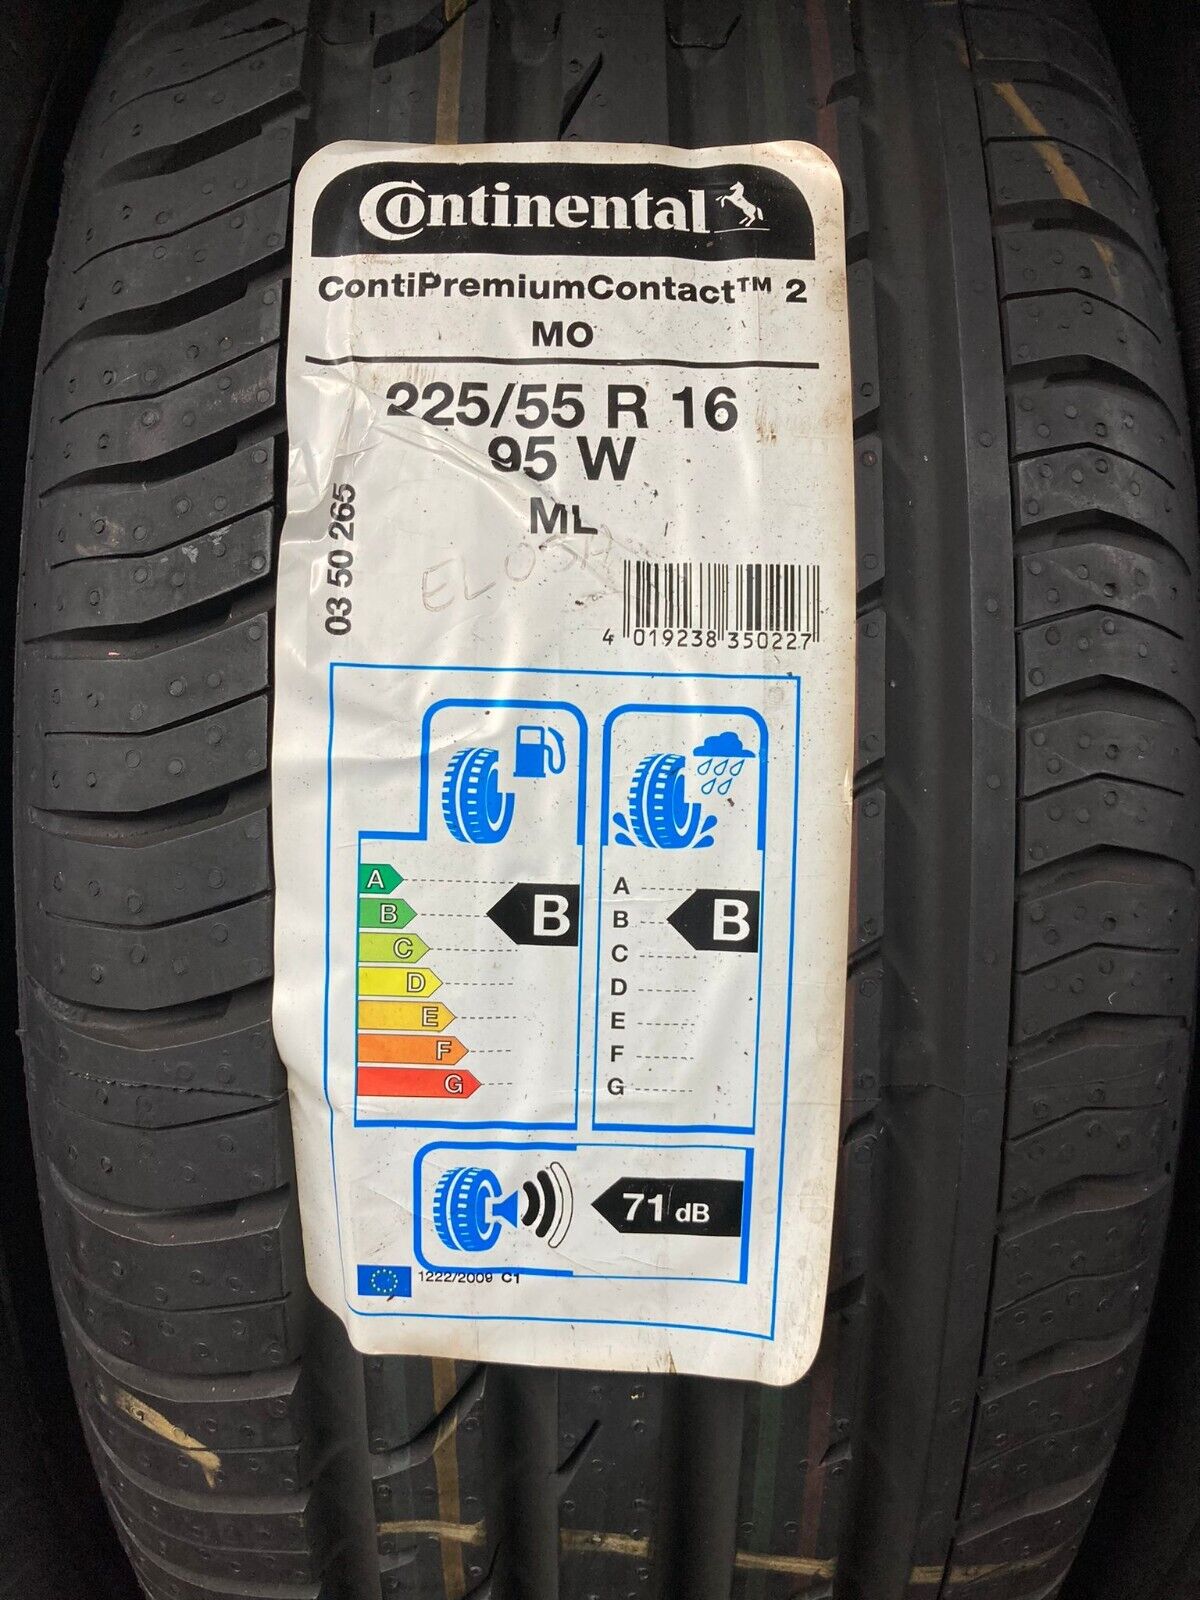 Continental
ContiPremiumContact™ 2
MO
225/55 R 16
95 W
ML
03 50 265
4 019238 350227
A
B
C
D
E
F
G
B
A
B
C
D
E
F
G
B
71 dB
1222/2009 C1